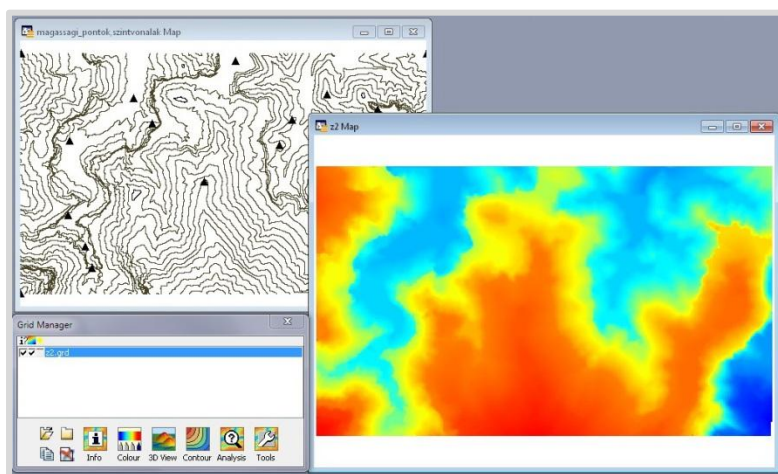 magassagi_pontok,szintvonalak Map
z2 Map
Grid Manager
z2.grd
Info Colour 3D View Contour Analysis Tools